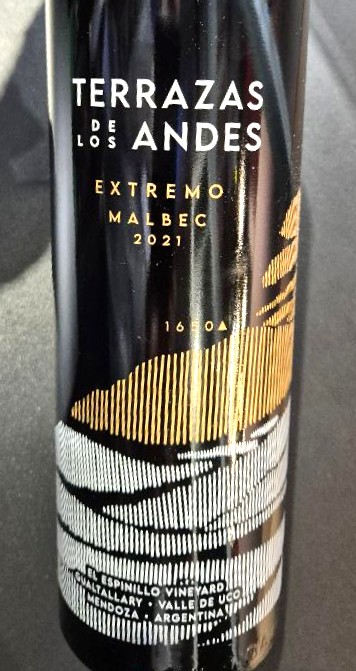 TERRAZAS
DE LOS ANDES
EXTREMO
MALBEC
2021
1650▲
EL ESPINILLO VINEYARD
GUALTALLARY • VALLE DE UCO
MENDOZA • ARGENTINA